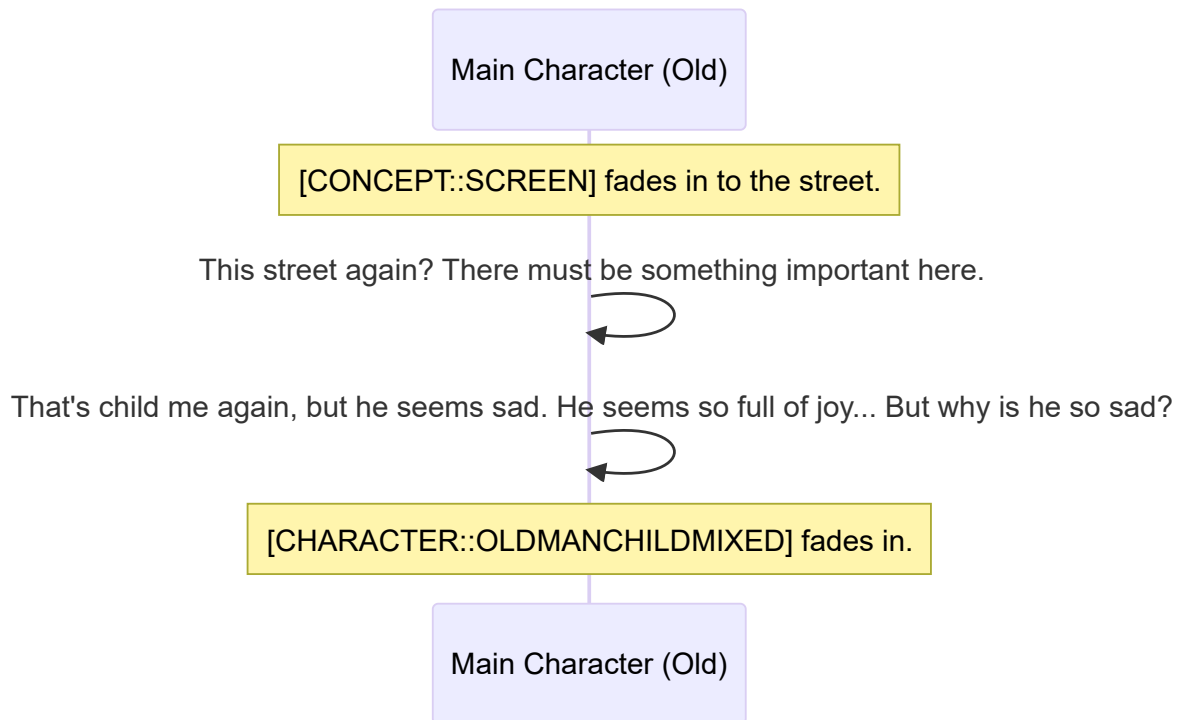 Main Character (Old)
[CONCEPT::SCREEN] fades in to the street.
This street again? There must be something important here.
That's child me again, but he seems sad. He seems so full of joy... But why is he so sad?
[CHARACTER::OLDMANCHILDMIXED] fades in.
Main Character (Old)